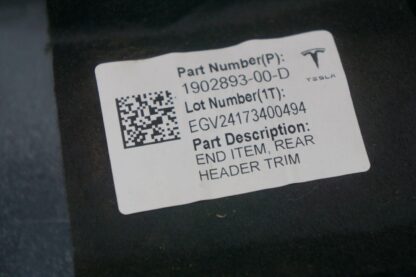 Part Number(P):
1902893-00-D
TESLA
Lot Number(1T):
EGV24173400494
Part Description:
END ITEM, REAR
HEADER TRIM